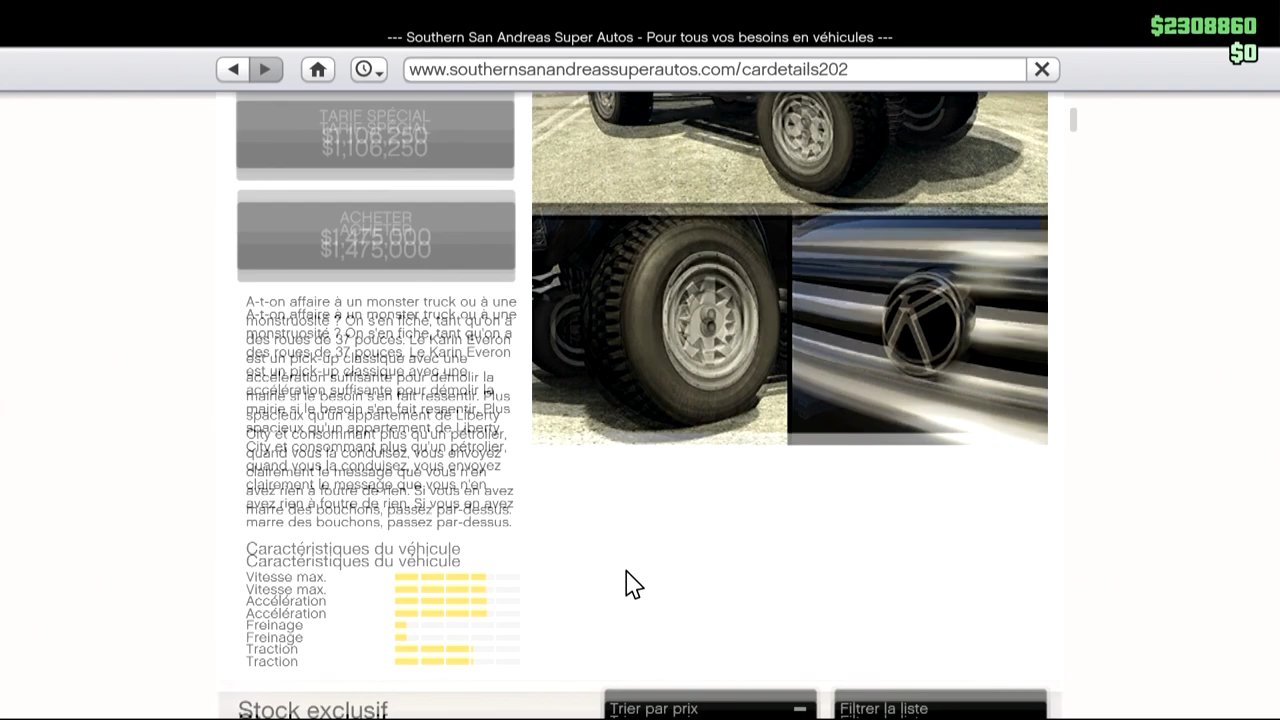 $2308860
--- Southern San Andreas Super Autos - Pour tous vos besoins en véhicules ---
$0
www.southernsanandreassuperautos.com/cardetails202
TARIF SPÉCIAL
$1,106,250
ACHETER
$1,475,000
A-t-on affaire à un monster truck ou à une
monstruosité ? On s'en fiche, tant qu'on a
des roues de 37 pouces. Le Karin Everon
est un pick-up classique avec une
accélération suffisante pour démolir la
mairie si le besoin s'en fait ressentir. Plus
spacieux qu'un appartement de Liberty
City et consommant plus qu'un pétrolier,
quand vous la conduisez, vous envoyez
clairement le message que vous n'en
avez rien à foutre de rien. Si vous en avez
marre des bouchons, passez par-dessus.
Caractéristiques du véhicule
Vitesse max.
Accélération
Freinage
Traction
Stock exclusif
Trier par prix
Filtrer la liste